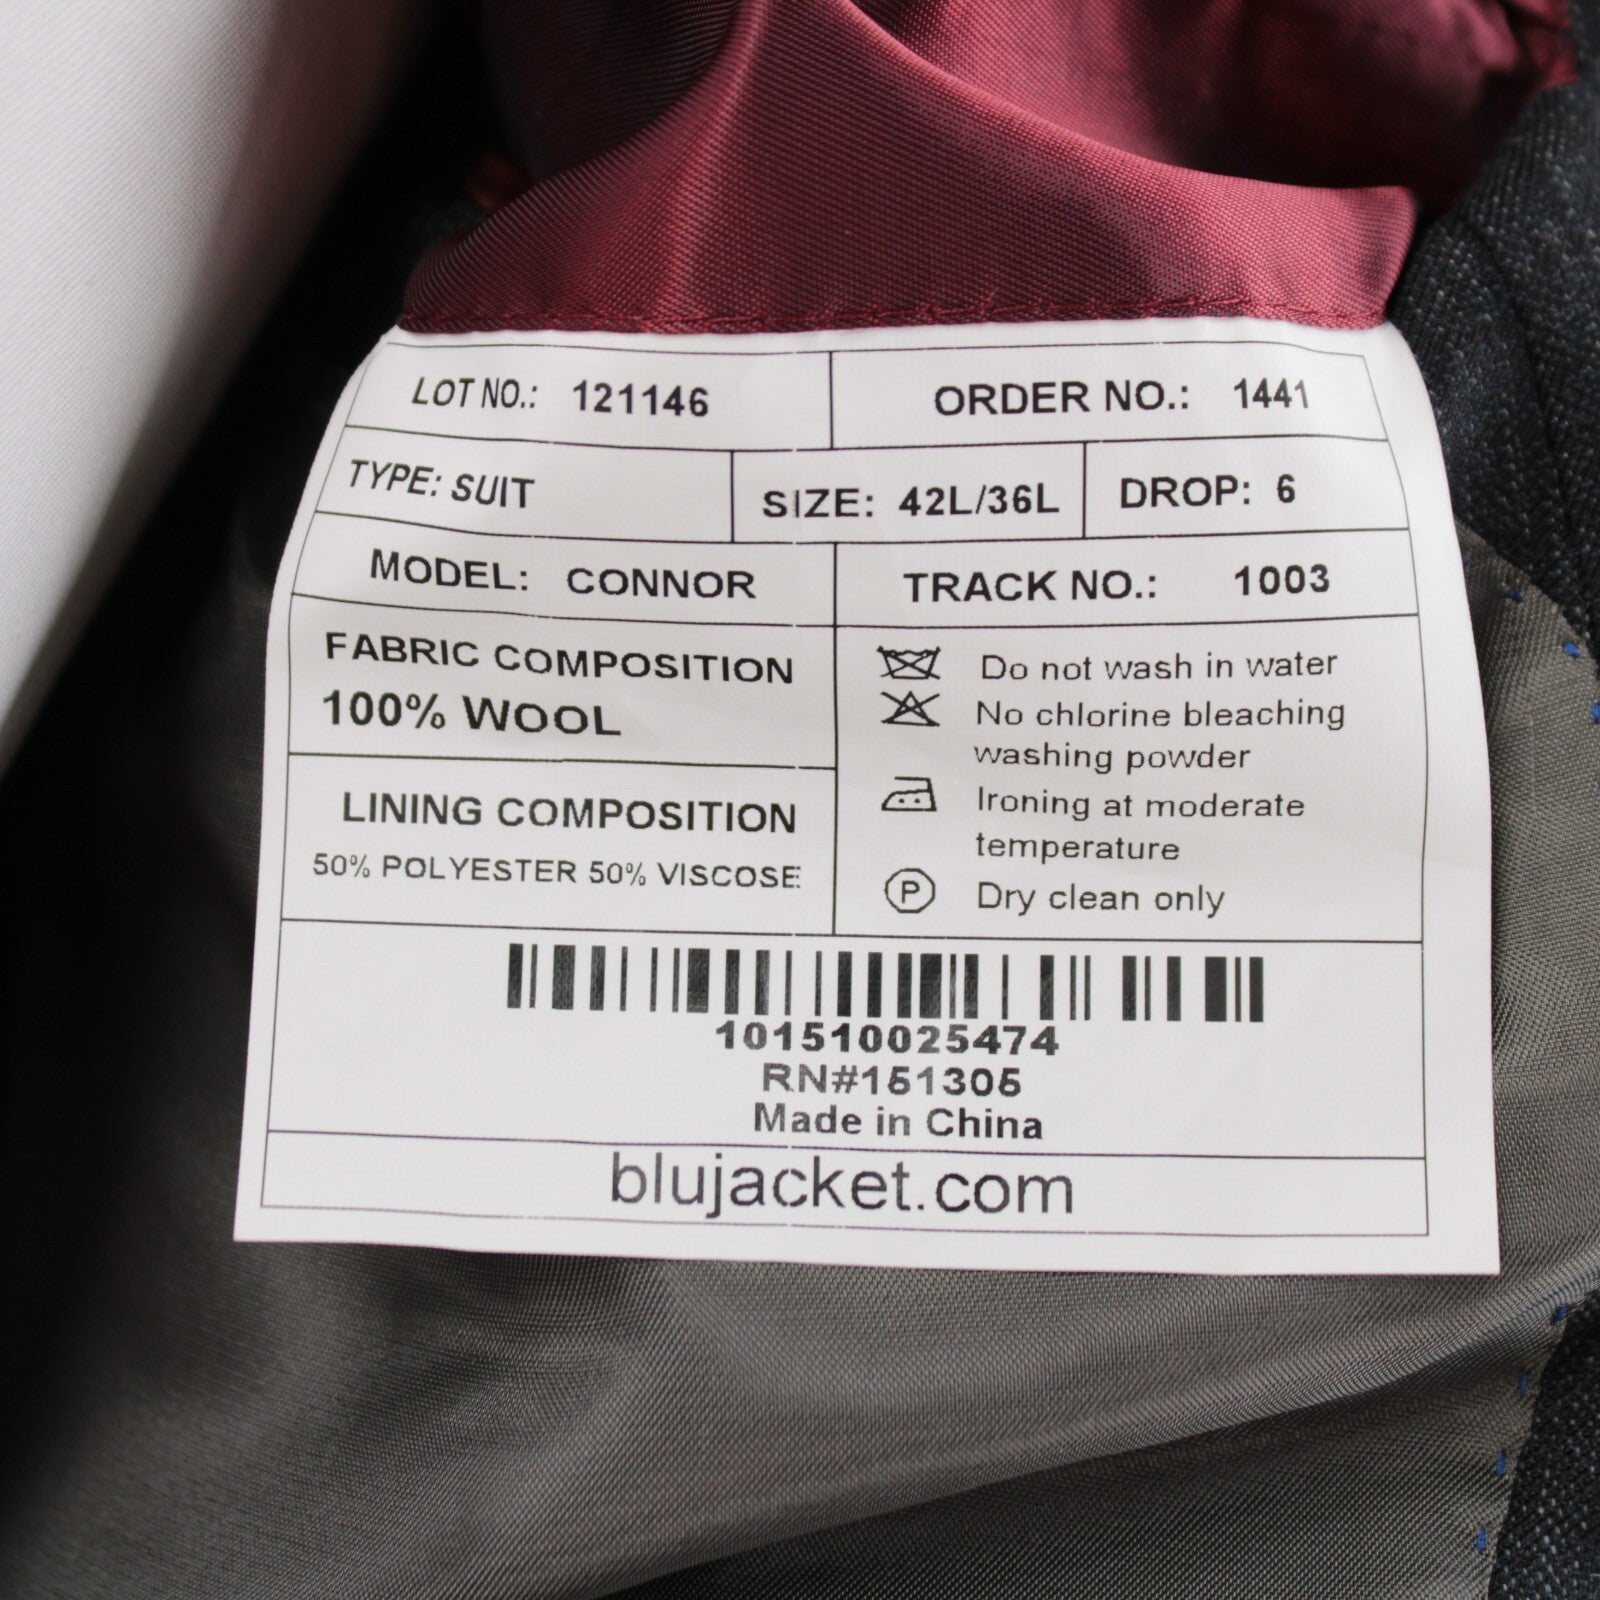 LOT NO.: 121146 ORDER NO.: 1441
TYPE: SUIT SIZE: 42L/36L DROP: 6
MODEL: CONNOR TRACK NO.: 1003
FABRIC COMPOSITION
100% WOOL
LINING COMPOSITION
50% POLYESTER 50% VISCOSE
Do not wash in water
No chlorine bleaching
washing powder
Ironing at moderate
temperature
P Dry clean only
101510025474
RN#151305
Made in China
blujacket.com